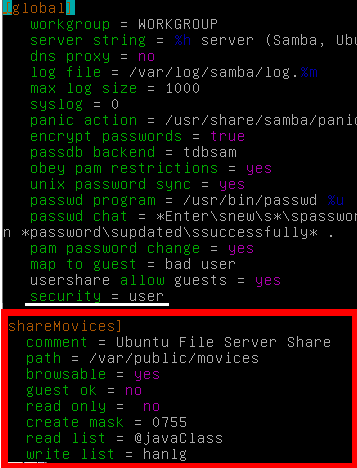 [global]
workgroup = WORKGROUP
server string = %h server (Samba, Ubu
dns proxy = no
log file = /var/log/samba/log.%m
max log size = 1000
syslog = 0
panic action = /usr/share/samba/panic
encrypt passwords = true
passdb backend = tdbsam
obey pam restrictions = yes
unix password sync = yes
passwd program = /usr/bin/passwd %u
passwd chat = *Enter\snew\s*\spasswor
n *password\supdated\ssuccessfully* .
pam password change = yes
map to guest = bad user
usershare allow guests = yes
security = user
shareMovices]
comment = Ubuntu File Server Share
path = /var/public/movices
browsable = yes
guest ok = no
read only =  no
create mask = 0755
read list = @javaClass
write list = hanlg